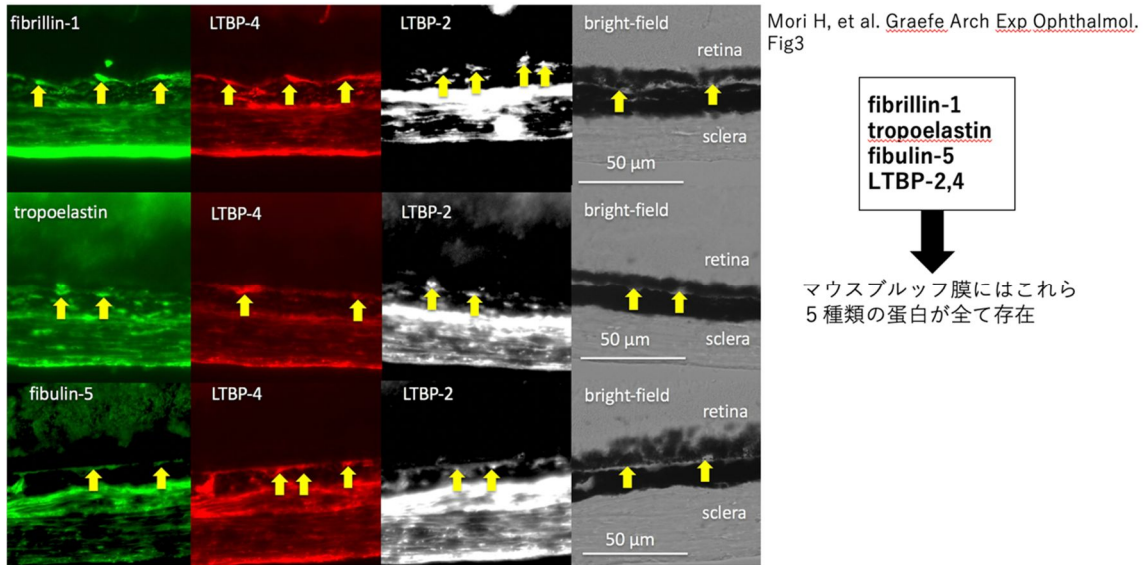 fibrillin-1
LTBP-4
LTBP-2
bright-field
retina
sclera
50 μm
tropoelastin
LTBP-4
LTBP-2
bright-field
retina
50 μm
sclera
fibulin-5
LTBP-4
LTBP-2
bright-field
retina
sclera
50 μm
Mori H, et al. Graefe Arch Exp Ophthalmol.
Fig3
fibrillin-1
tropoelastin
fibulin-5
LTBP-2,4
マウスブルッフ膜にはこれら
５種類の蛋白が全て存在